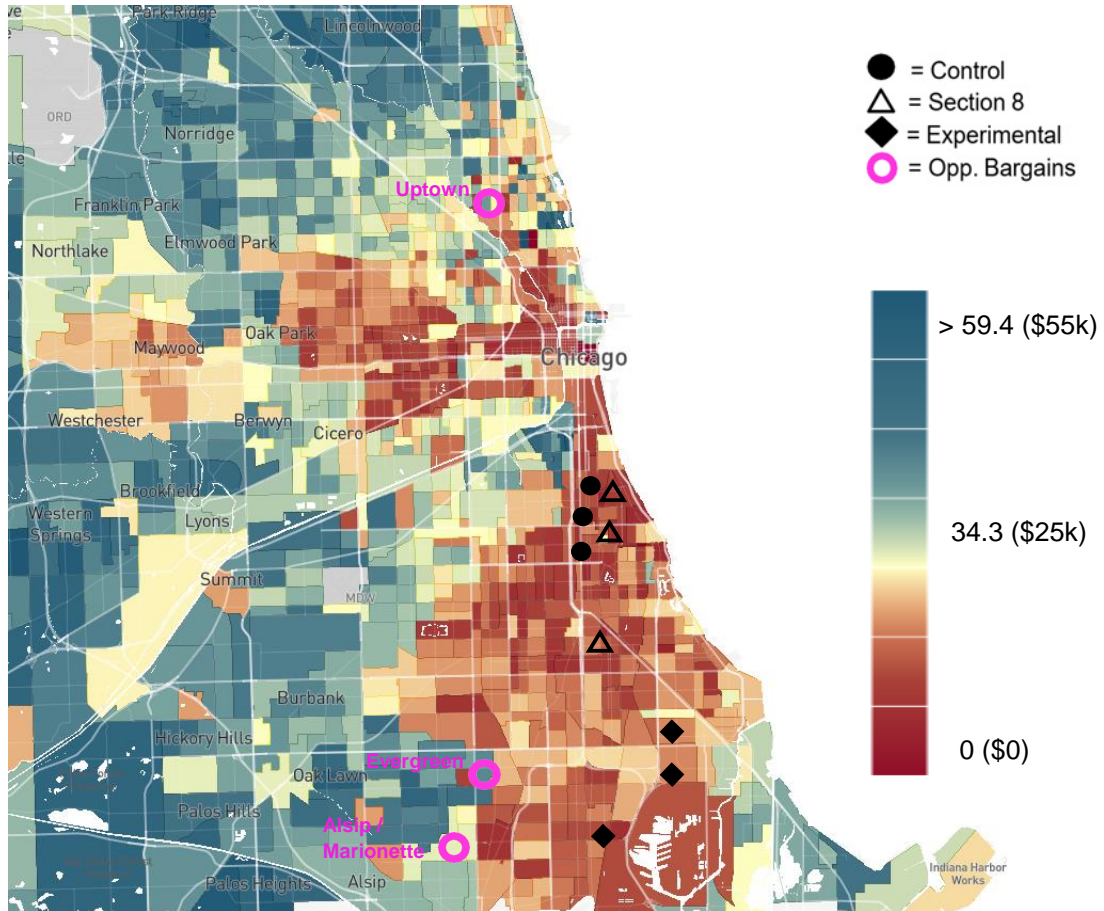 ve
Park Ridge
Lincolnwood
ORD
Norridge
lle
Uptown
Franklin Park
Northlake
Elmwood Park
Oak Park
Maywood
Chicago
Westchester
Berwyn
Cicero
Brookfield
Western
Springs
Lyons
Summit
MDW
Burbank
Hickory Hills
Evergreen
Oak Lawn
Palos Hills
Alsip /
Marionette
Palos Heights
Alsip
Indiana Harbor
Works
= Control
= Section 8
= Experimental
= Opp. Bargains
> 59.4 ($55k)
34.3 ($25k)
0 ($0)